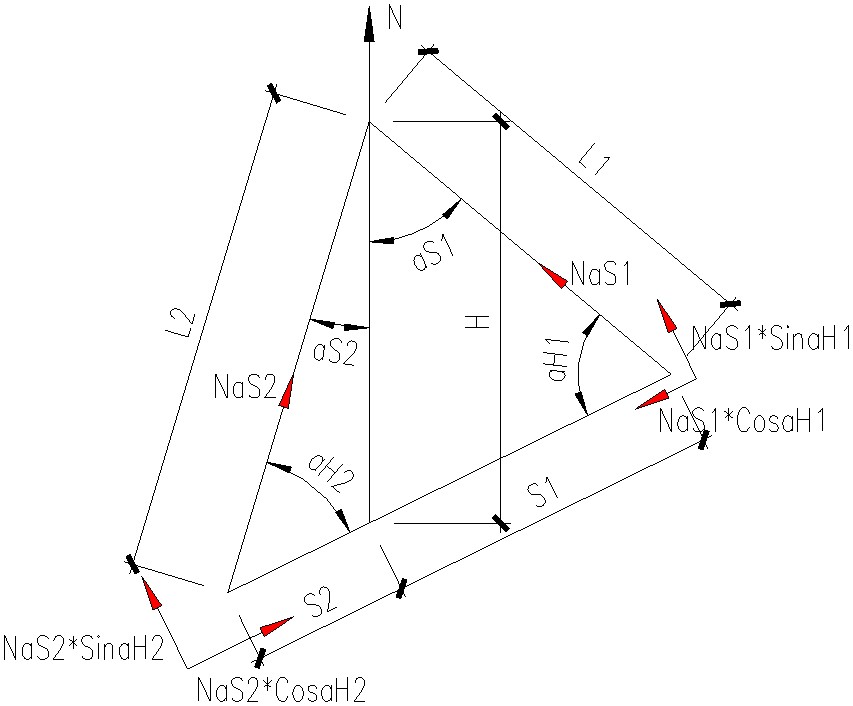 N
L1
L2
aS1
NaS1
H
aS2
NaS2
aH1
NaS1*SinaH1
NaS1*CosaH1
aH2
S1
S2
NaS2*SinaH2
NaS2*CosaH2